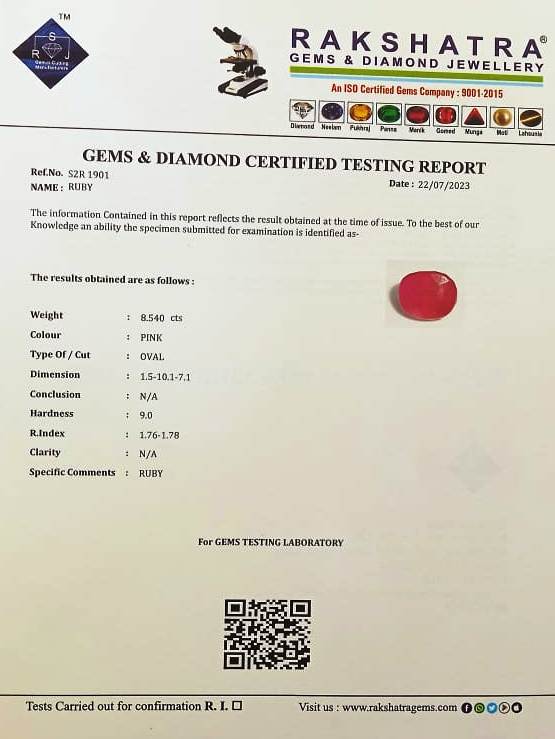 TM
S
R J
Gemus Cutting
Manufacturers
RAKSHATRA®
GEMS & DIAMOND JEWELLERY
An ISO Certified Gems Company : 9001-2015
Diamond Neelam Pukhraj Panna Manik Gomed Munga Moti Lahsunia
GEMS & DIAMOND CERTIFIED TESTING REPORT
Ref.No. SZR 1901
NAME : RUBY
Date : 22/07/2023
The information Contained in this report reflects the result obtained at the time of issue. To the best of our
Knowledge an ability the specimen submitted for examination is identified as-
The results obtained are as follows :
Weight : 8.540 cts
Colour : PINK
Type Of / Cut : OVAL
Dimension : 1.5-10.1-7.1
Conclusion : N/A
Hardness : 9.0
R.Index : 1.76-1.78
Clarity : N/A
Specific Comments : RUBY
For GEMS TESTING LABORATORY
Tests Carried out for confirmation R. I. ☐
Visit us : www.rakshatragems.com